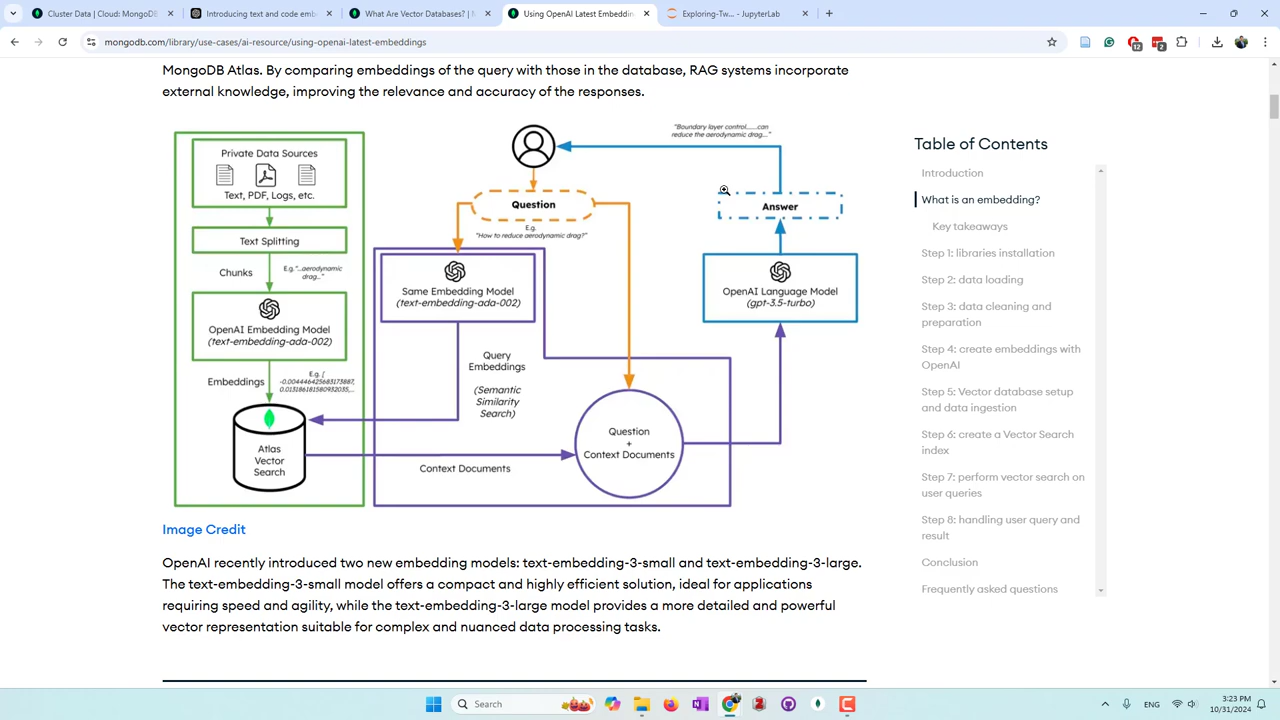 Cluster Data | Cloud: MongoDB
Introducing text and code emb
What Are Vector Databases? | M
Using OpenAI Latest Embedding
Exploring-Tw... - JupyterLab
mongodb.com/library/use-cases/ai-resource/using-openai-latest-embeddings
12
2
MongoDB Atlas. By comparing embeddings of the query with those in the database, RAG systems incorporate
external knowledge, improving the relevance and accuracy of the responses.
Private Data Sources
Text, PDF, Logs, etc.
Text Splitting
Chunks
E.g."...aerodynamic
drag..."
OpenAI Embedding Model
(text-embedding-ada-002)
Embeddings
E.g. [
-0.004446425683173887,
0.013186181580932035,...
Atlas
Vector
Search
Question
E.g.
"How to reduce aerodynamic drag?"
Same Embedding Model
(text-embedding-ada-002)
Query
Embeddings
(Semantic
Similarity
Search)
Context Documents
Question
+
Context Documents
"Boundary layer control......can
reduce the aerodynamic drag..."
Answer
OpenAI Language Model
(gpt-3.5-turbo)
Image Credit
OpenAI recently introduced two new embedding models: text-embedding-3-small and text-embedding-3-large.
The text-embedding-3-small model offers a compact and highly efficient solution, ideal for applications
requiring speed and agility, while the text-embedding-3-large model provides a more detailed and powerful
vector representation suitable for complex and nuanced data processing tasks.
Table of Contents
Introduction
What is an embedding?
Key takeaways
Step 1: libraries installation
Step 2: data loading
Step 3: data cleaning and
preparation
Step 4: create embeddings with
OpenAI
Step 5: Vector database setup
and data ingestion
Step 6: create a Vector Search
index
Step 7: perform vector search on
user queries
Step 8: handling user query and
result
Conclusion
Frequently asked questions
Search
ENG
3:23 PM
10/31/2024